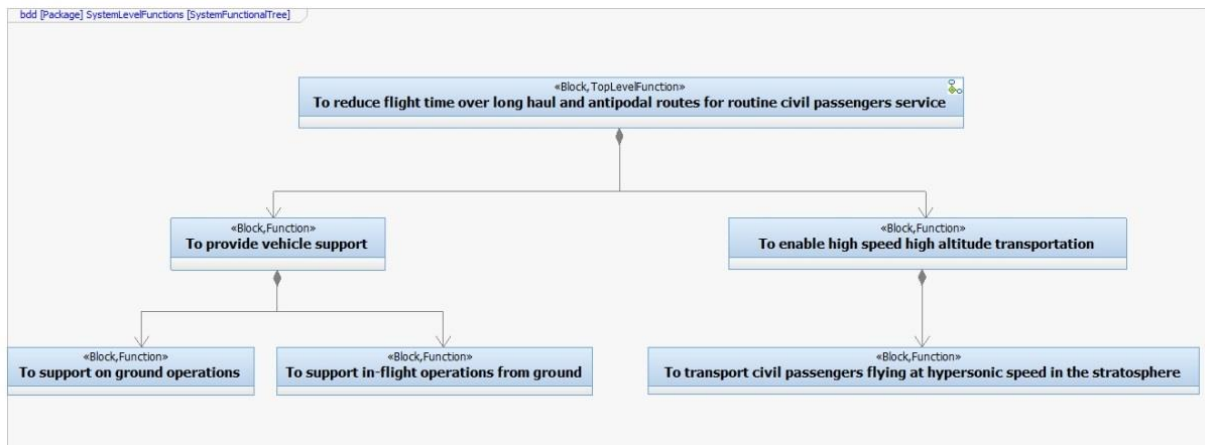 bdd [Package] SystemLevelFunctions [SystemFunctionalTree]
«Block,TopLevelFunction»
To reduce flight time over long haul and antipodal routes for routine civil passengers service
«Block,Function»
To provide vehicle support
«Block,Function»
To enable high speed high altitude transportation
«Block,Function»
To support on ground operations
«Block,Function»
To support in-flight operations from ground
«Block,Function»
To transport civil passengers flying at hypersonic speed in the stratosphere